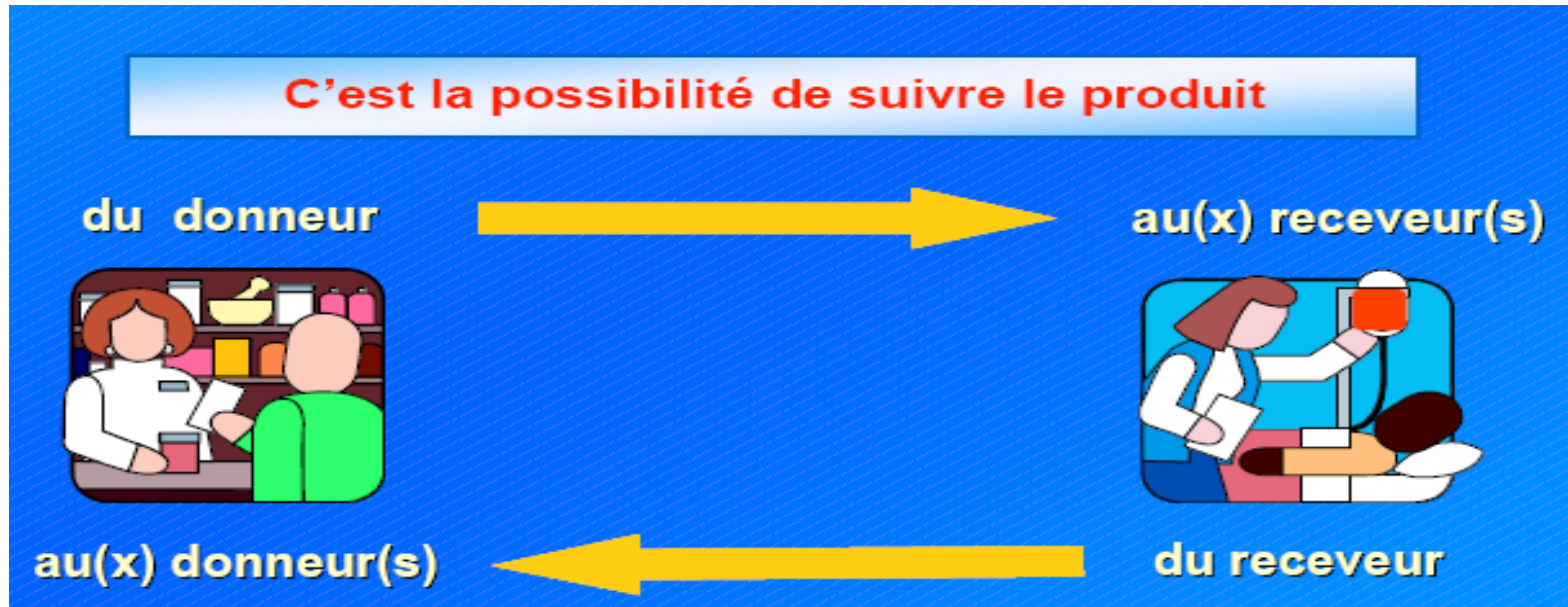 C’est la possibilité de suivre le produit
du donneur
au(x) receveur(s)
au(x) donneur(s)
du receveur